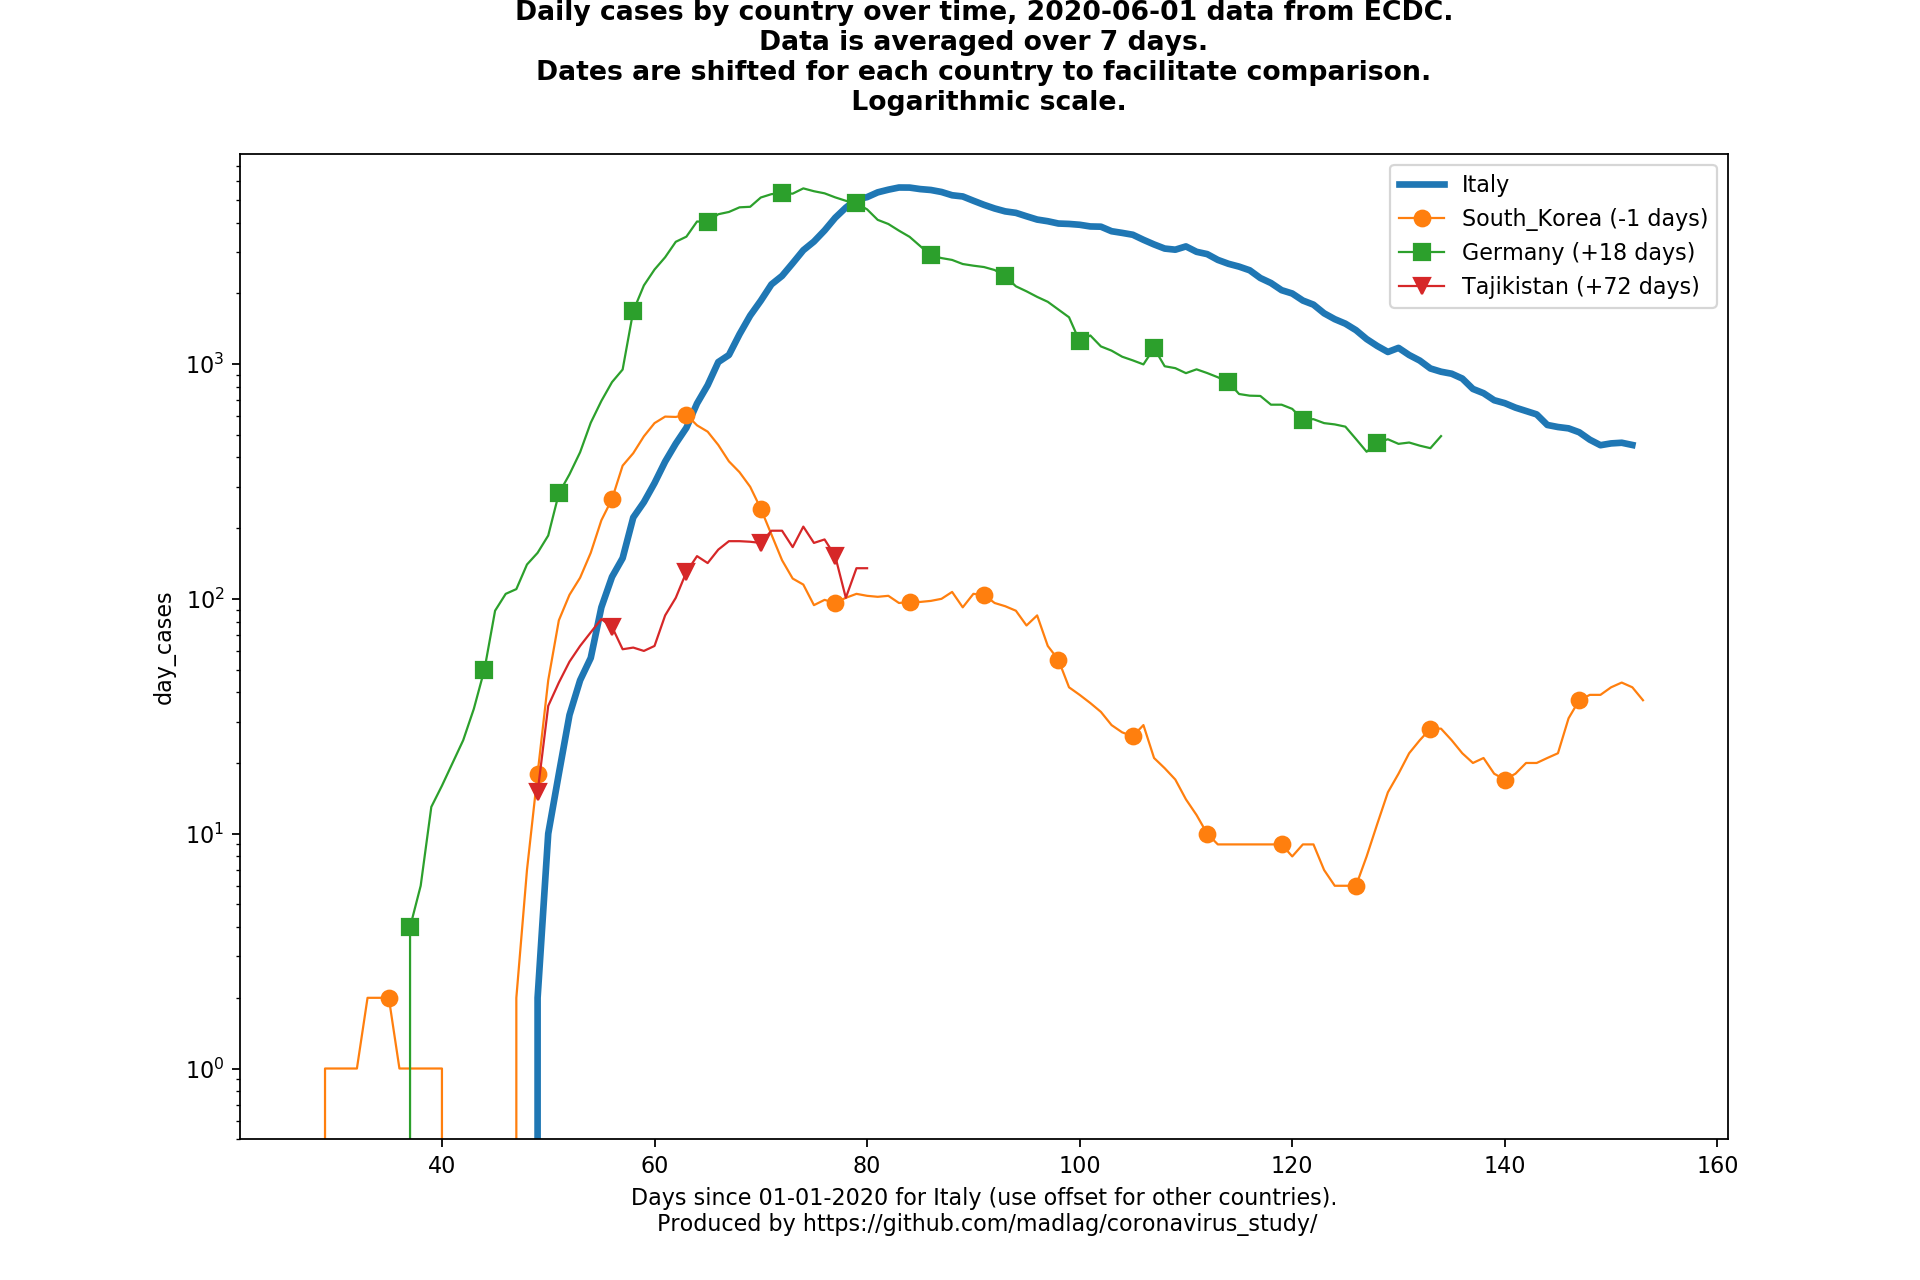 Daily cases by country over time, 2020-06-01 data from ECDC.
Data is averaged over 7 days.
Dates are shifted for each country to facilitate comparison.
Logarithmic scale.
Italy
South_Korea (-1 days)
Germany (+18 days)
Tajikistan (+72 days)
10³
10²
10¹
10⁰
day_cases
40 60 80 100 120 140 160
Days since 01-01-2020 for Italy (use offset for other countries).
Produced by https://github.com/madlag/coronavirus_study/